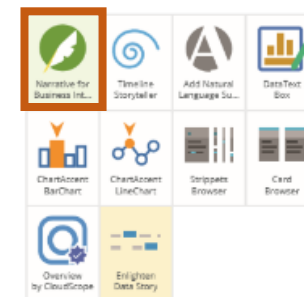 Narrative for
Business Int...
Timeline
Storyteller
Add Natural
Language Su...
DataText
Box
ChartAccent
BarChart
ChartAccent
LineChart
Strippets
Browser
Card
Browser
Overview
by CloudScope
Enlighten
Data Story